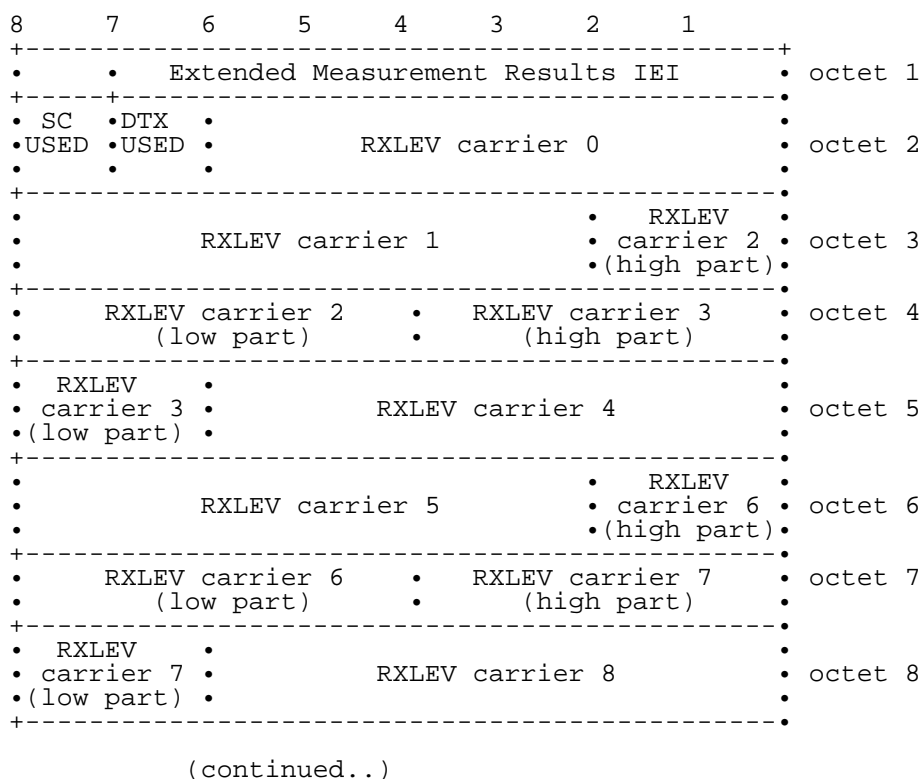 8 7 6 5 4 3 2 1
Extended Measurement Results IEI octet 1
SC DTX
USED USED RXLEV carrier 0 octet 2
RXLEV
RXLEV carrier 1 carrier 2 octet 3
(high part)
RXLEV carrier 2 RXLEV carrier 3 octet 4
(low part) (high part)
RXLEV
carrier 3 RXLEV carrier 4 octet 5
(low part)
RXLEV
RXLEV carrier 5 carrier 6 octet 6
(high part)
RXLEV carrier 6 RXLEV carrier 7 octet 7
(low part) (high part)
RXLEV
carrier 7 RXLEV carrier 8 octet 8
(low part)
(continued..)